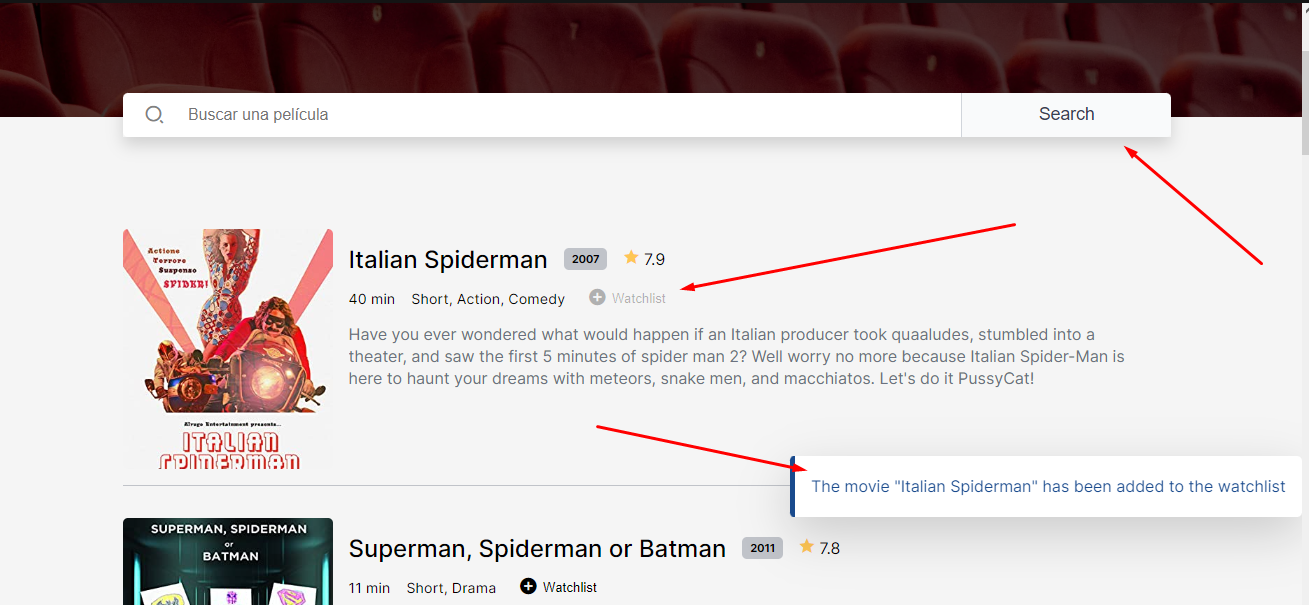 Buscar una película
Search
Actione
Terrore
Suspenso
SPIDER!
Alrugo Entertainment presents...
ITALIAN
SPIDERMAN
Italian Spiderman 2007 7.9
40 min Short, Action, Comedy Watchlist
Have you ever wondered what would happen if an Italian producer took quaaludes, stumbled into a
theater, and saw the first 5 minutes of spider man 2? Well worry no more because Italian Spider-Man is
here to haunt your dreams with meteors, snake men, and macchiatos. Let's do it PussyCat!
The movie "Italian Spiderman" has been added to the watchlist
SUPERMAN, SPIDERMAN
or
BATMAN
Superman, Spiderman or Batman 2011 7.8
11 min Short, Drama Watchlist